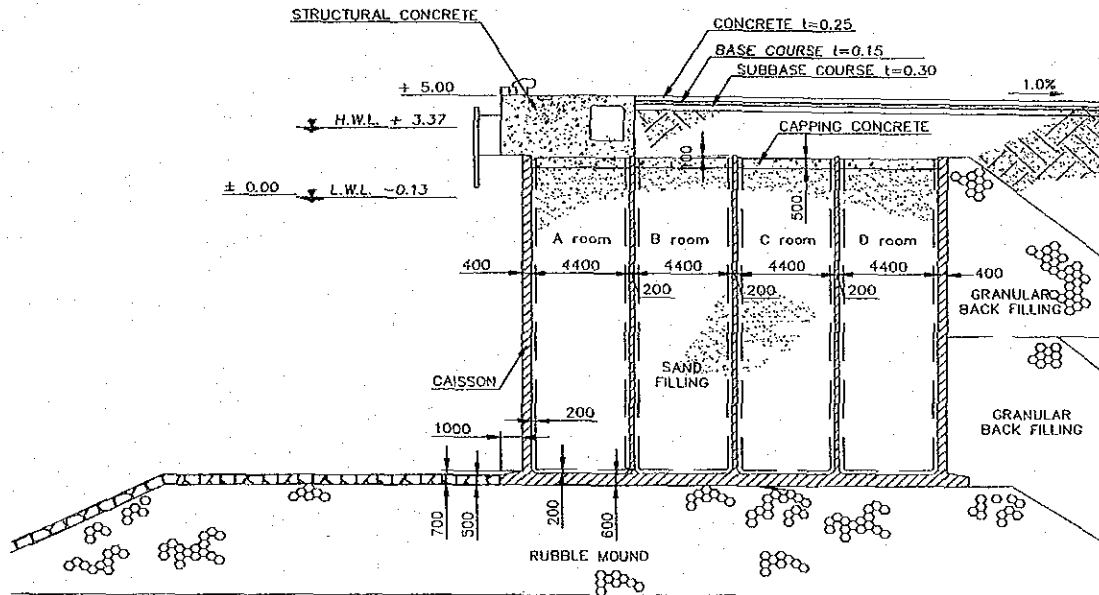 STRUCTURAL CONCRETE
CONCRETE t=0.25
BASE COURSE t=0.15
SUBBASE COURSE t=0.30
+ 5.00
1.0%
H.W.L. + 3.37
CAPPING CONCRETE
± 0.00
L.W.L. -0.13
500
A room
B room
C room
D room
400
4400
4400
4400
4400
400
200
200
200
GRANULAR
BACK FILLING
SAND
FILLING
CAISSON
200
1000
GRANULAR
BACK FILLING
700
500
200
600
RUBBLE MOUND